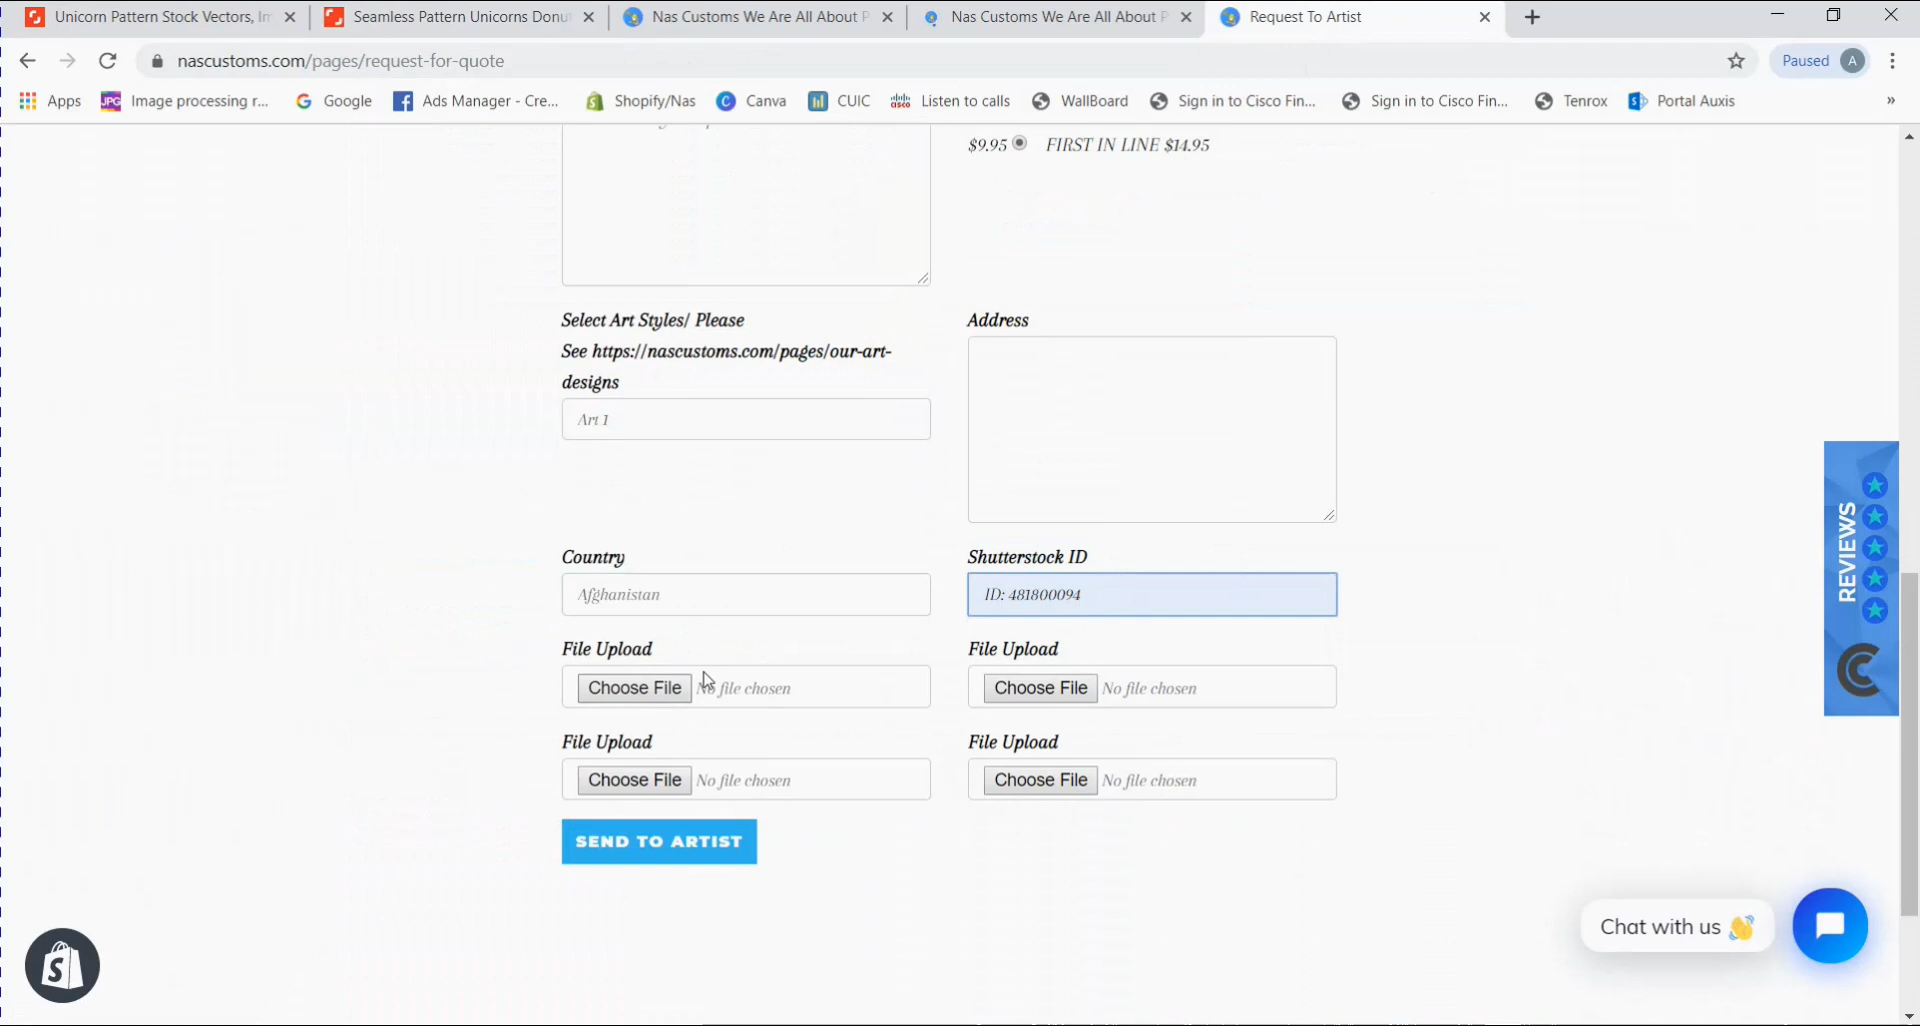 Unicorn Pattern Stock Vectors, Im
Seamless Pattern Unicorns Donu
Nas Customs We Are All About P
Nas Customs We Are All About P
Request To Artist
nascustoms.com/pages/request-for-quote
Paused A
Apps
JPG Image processing r...
Google
Ads Manager - Cre...
Shopify/Nas
Canva
CUIC
Listen to calls
WallBoard
Sign in to Cisco Fin...
Sign in to Cisco Fin...
Tenrox
Portal Auxis
»
$9.95 FIRST IN LINE $14.95
Select Art Styles/ Please
See https://nascustoms.com/pages/our-art-
designs
Art 1
Address
Country
Afghanistan
Shutterstock ID
ID: 481800094
File Upload
Choose File No file chosen
File Upload
Choose File No file chosen
File Upload
Choose File No file chosen
File Upload
Choose File No file chosen
SEND TO ARTIST
REVIEWS
Chat with us 👋